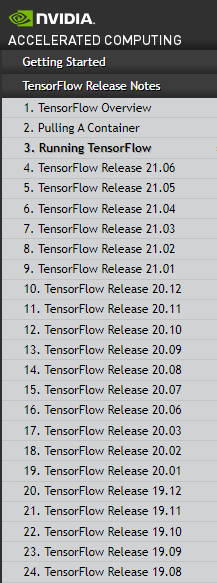 NVIDIA.
ACCELERATED COMPUTING
Getting Started
TensorFlow Release Notes
1. TensorFlow Overview
2. Pulling A Container
3. Running TensorFlow
4. TensorFlow Release 21.06
5. TensorFlow Release 21.05
6. TensorFlow Release 21.04
7. TensorFlow Release 21.03
8. TensorFlow Release 21.02
9. TensorFlow Release 21.01
10. TensorFlow Release 20.12
11. TensorFlow Release 20.11
12. TensorFlow Release 20.10
13. TensorFlow Release 20.09
14. TensorFlow Release 20.08
15. TensorFlow Release 20.07
16. TensorFlow Release 20.06
17. TensorFlow Release 20.03
18. TensorFlow Release 20.02
19. TensorFlow Release 20.01
20. TensorFlow Release 19.12
21. TensorFlow Release 19.11
22. TensorFlow Release 19.10
23. TensorFlow Release 19.09
24. TensorFlow Release 19.08